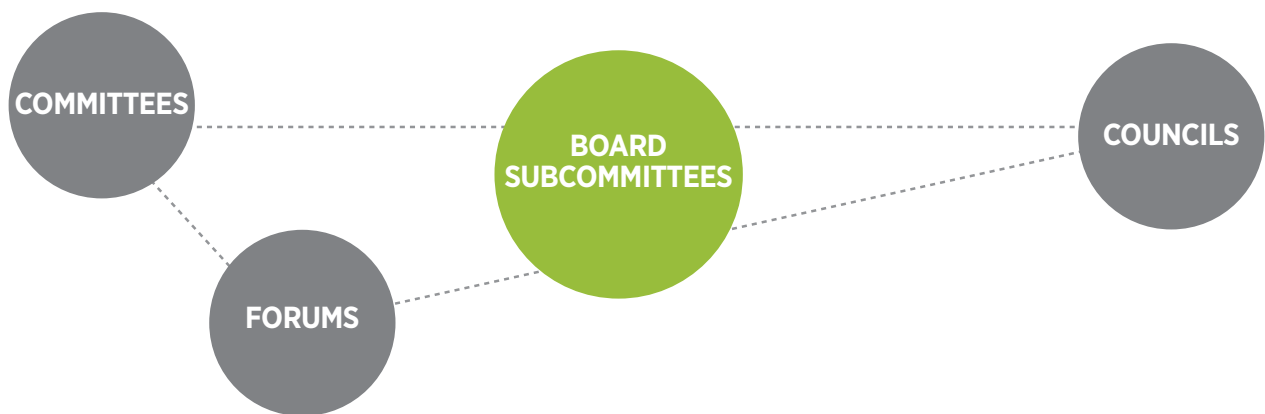 COMMITTEES
BOARD
SUBCOMMITTEES
COUNCILS
FORUMS